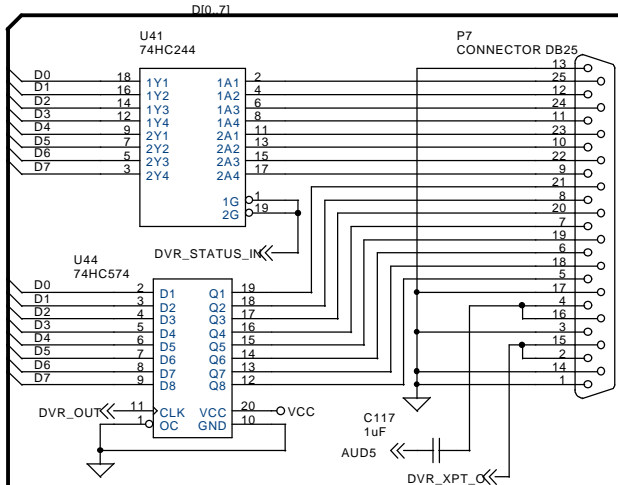 D[0..7]
U41
74HC244
P7
CONNECTOR DB25
D0 18 1Y1 1A1 2
D1 16 1Y2 1A2 4
D2 14 1Y3 1A3 6
D3 12 1Y4 1A4 8
D4 9 2Y1 2A1 11
D5 7 2Y2 2A2 13
D6 5 2Y3 2A3 15
D7 3 2Y4 2A4 17
1G 1
2G 19
DVR_STATUS_IN
13
25
12
24
11
23
10
22
9
21
8
20
7
19
6
18
5
17
4
16
3
15
2
14
1
U44
74HC574
D0 2 D1 Q1 19
D1 3 D2 Q2 18
D2 4 D3 Q3 17
D3 5 D4 Q4 16
D4 6 D5 Q5 15
D5 7 D6 Q6 14
D6 8 D7 Q7 13
D7 9 D8 Q8 12
DVR_OUT 11 CLK VCC 20 VCC
1 OC GND 10
C117
1uF
AUD5
DVR_XPT_O